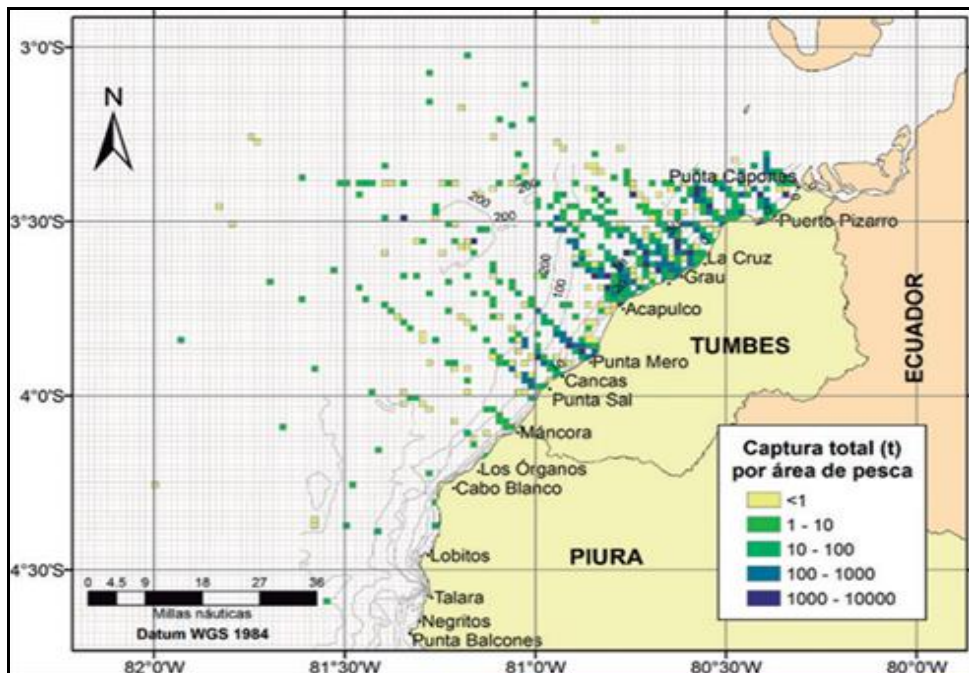 3°0'S
N
200
200
200
Punta Capones
0
3°30'S
Puerto Pizarro
200
100
La Cruz
Grau
Acapulco
TUMBES
ECUADOR
Punta Mero
Cancas
4°0'S
Punta Sal
Máncora
Los Órganos
Cabo Blanco
Captura total (t)
por área de pesca
<1
1 - 10
10 - 100
100 - 1000
1000 - 10000
PIURA
Lobitos
4°30'S
0 4.5 9 18 27 36
Millas náuticas
Datum WGS 1984
Talara
Negritos
Punta Balcones
82°0'W
81°30'W
81°0'W
80°30'W
80°0'W